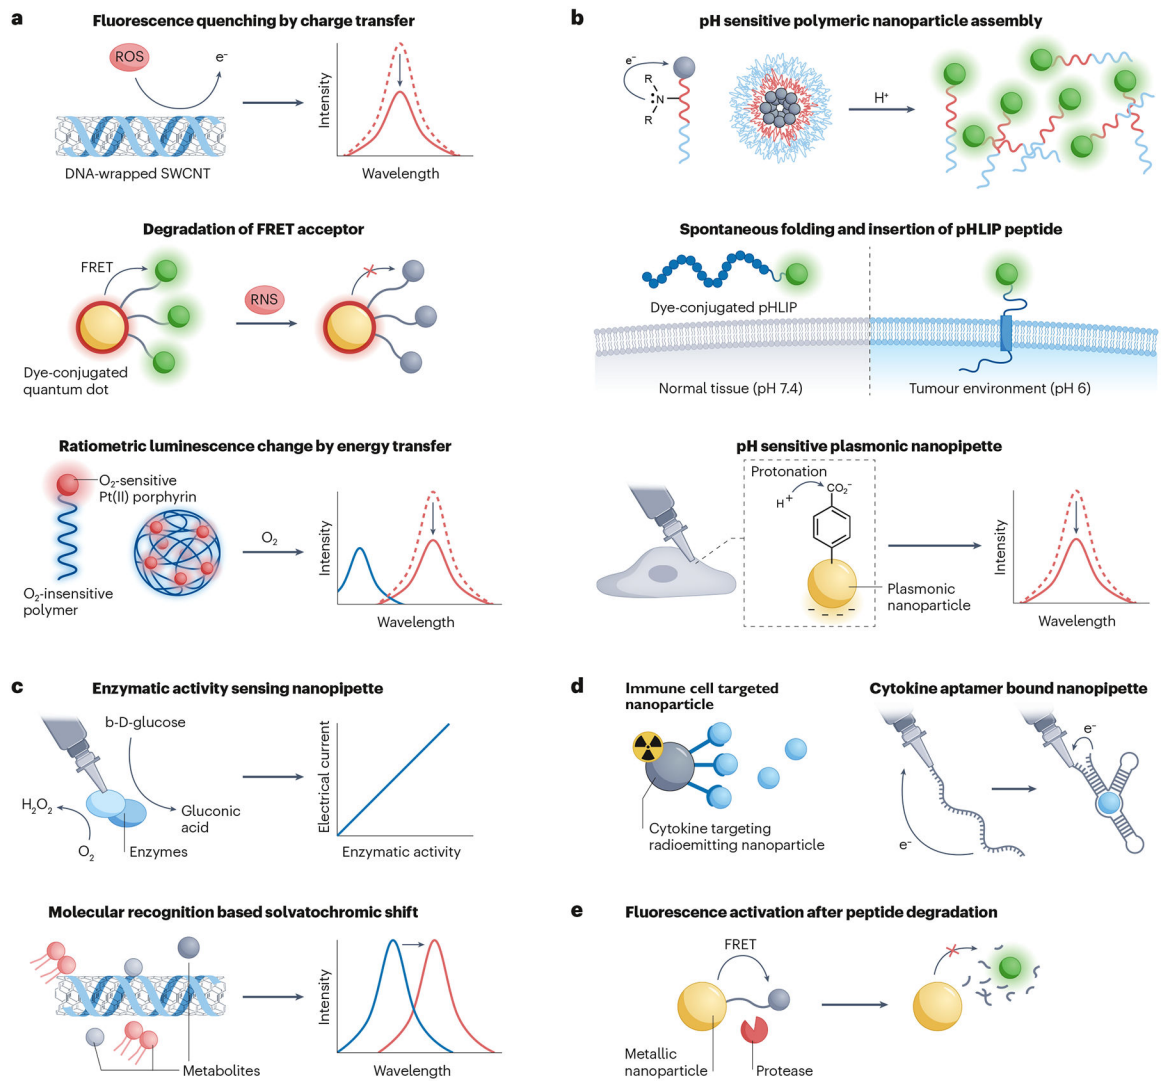 a
Fluorescence quenching by charge transfer
ROS
e⁻
DNA-wrapped SWCNT
Intensity
Wavelength
Degradation of FRET acceptor
FRET
RNS
Dye-conjugated
quantum dot
Ratiometric luminescence change by energy transfer
O₂-sensitive
Pt(II) porphyrin
O₂-insensitive
polymer
O₂
Intensity
Wavelength
b
pH sensitive polymeric nanoparticle assembly
e⁻
R
N
R
H⁺
Spontaneous folding and insertion of pHLIP peptide
Dye-conjugated pHLIP
Normal tissue (pH 7.4)
Tumour environment (pH 6)
pH sensitive plasmonic nanopipette
Protonation
H⁺
CO₂⁻
Plasmonic
nanoparticle
Intensity
Wavelength
c
Enzymatic activity sensing nanopipette
b-D-glucose
H₂O₂
O₂
Gluconic
acid
Enzymes
Electrical current
Enzymatic activity
Molecular recognition based solvatochromic shift
Metabolites
Intensity
Wavelength
d
Immune cell targeted
nanoparticle
Cytokine targeting
radioemitting nanoparticle
Cytokine aptamer bound nanopipette
e⁻
e⁻
e
Fluorescence activation after peptide degradation
FRET
Metallic
nanoparticle
Protease